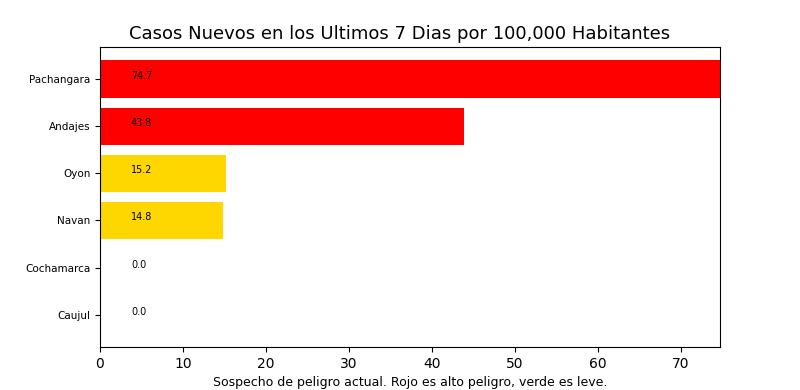 Casos Nuevos en los Ultimos 7 Dias por 100,000 Habitantes
Pachangara 74.7
Andajes 43.8
Oyon 15.2
Navan 14.8
Cochamarca 0.0
Caujul 0.0
0 10 20 30 40 50 60 70
Sospecho de peligro actual. Rojo es alto peligro, verde es leve.